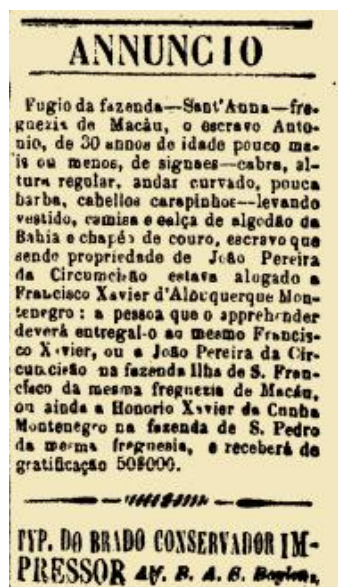 ANNUNCIO
Fugio da fazenda—Sant'Anna—fre-
guezia de Macáu, o escravo Anto-
nio, de 30 annos de idade pouco ma-
is ou menos, de signaes—cabra, al-
tura regular, andar curvado, pouca
barba, cabellos carapinhos—levando
vestido, camisa e calça de algodão da
Bahia e chapéo de couro, escravo que
sendo propriedade de João Pereira
da Circumcisão estava alugado a
Francisco Xavier d'Albuquerque Mon-
tenegro: a pessoa que o apprehender
deverá entregal-o ao mesmo Francis-
co Xavier, ou a João Pereira da Cir-
cumcisão na fazenda Ilha de S. Fran-
cisco da mesma freguezia de Macáu,
ou ainda a Honorio Xavier da Cunha
Montenegro na fazenda de S. Pedro
da mesma freguesia, e receberá de
gratificação 50$000.
TYP. DO BRADO CONSERVADOR IM-
PRESSOR